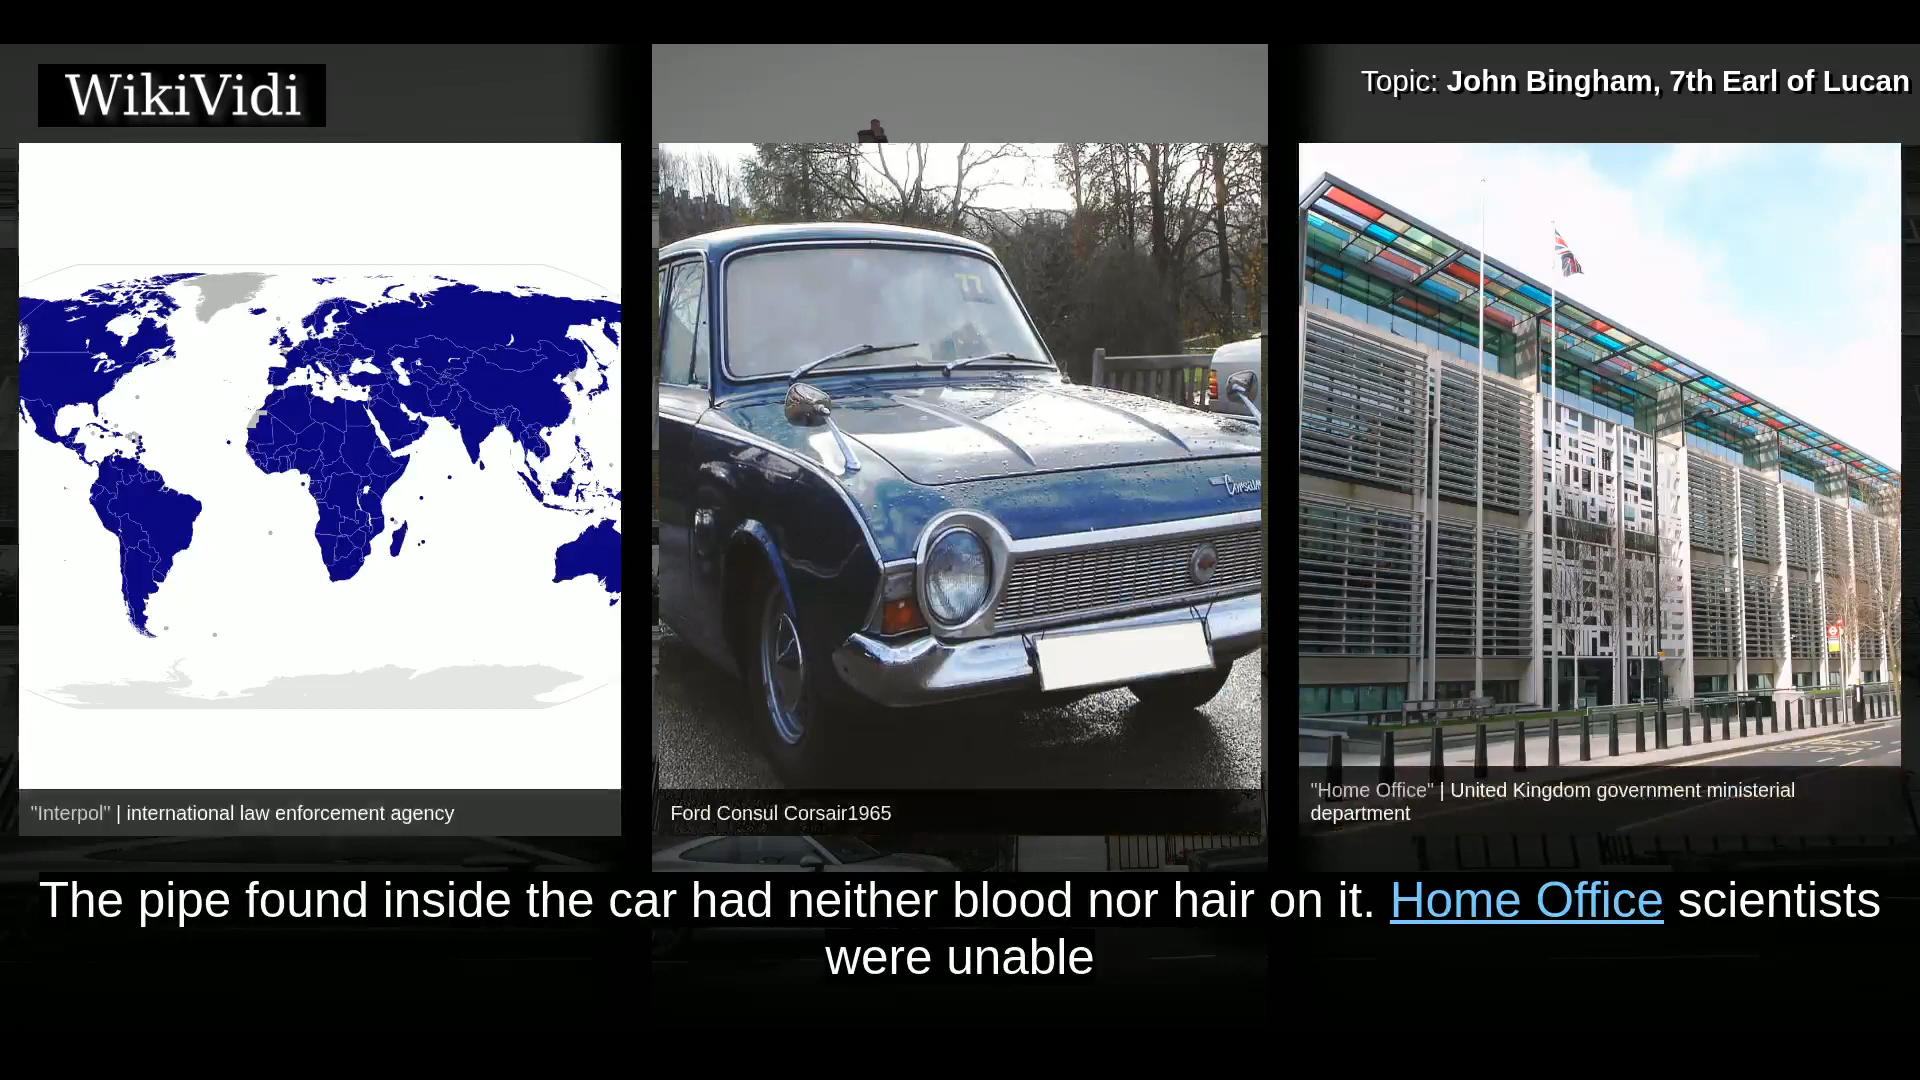 WikiVidi
Topic: John Bingham, 7th Earl of Lucan
77
Corsair
"Interpol" | international law enforcement agency
Ford Consul Corsair1965
"Home Office" | United Kingdom government ministerial
department
The pipe found inside the car had neither blood nor hair on it. Home Office scientists
were unable